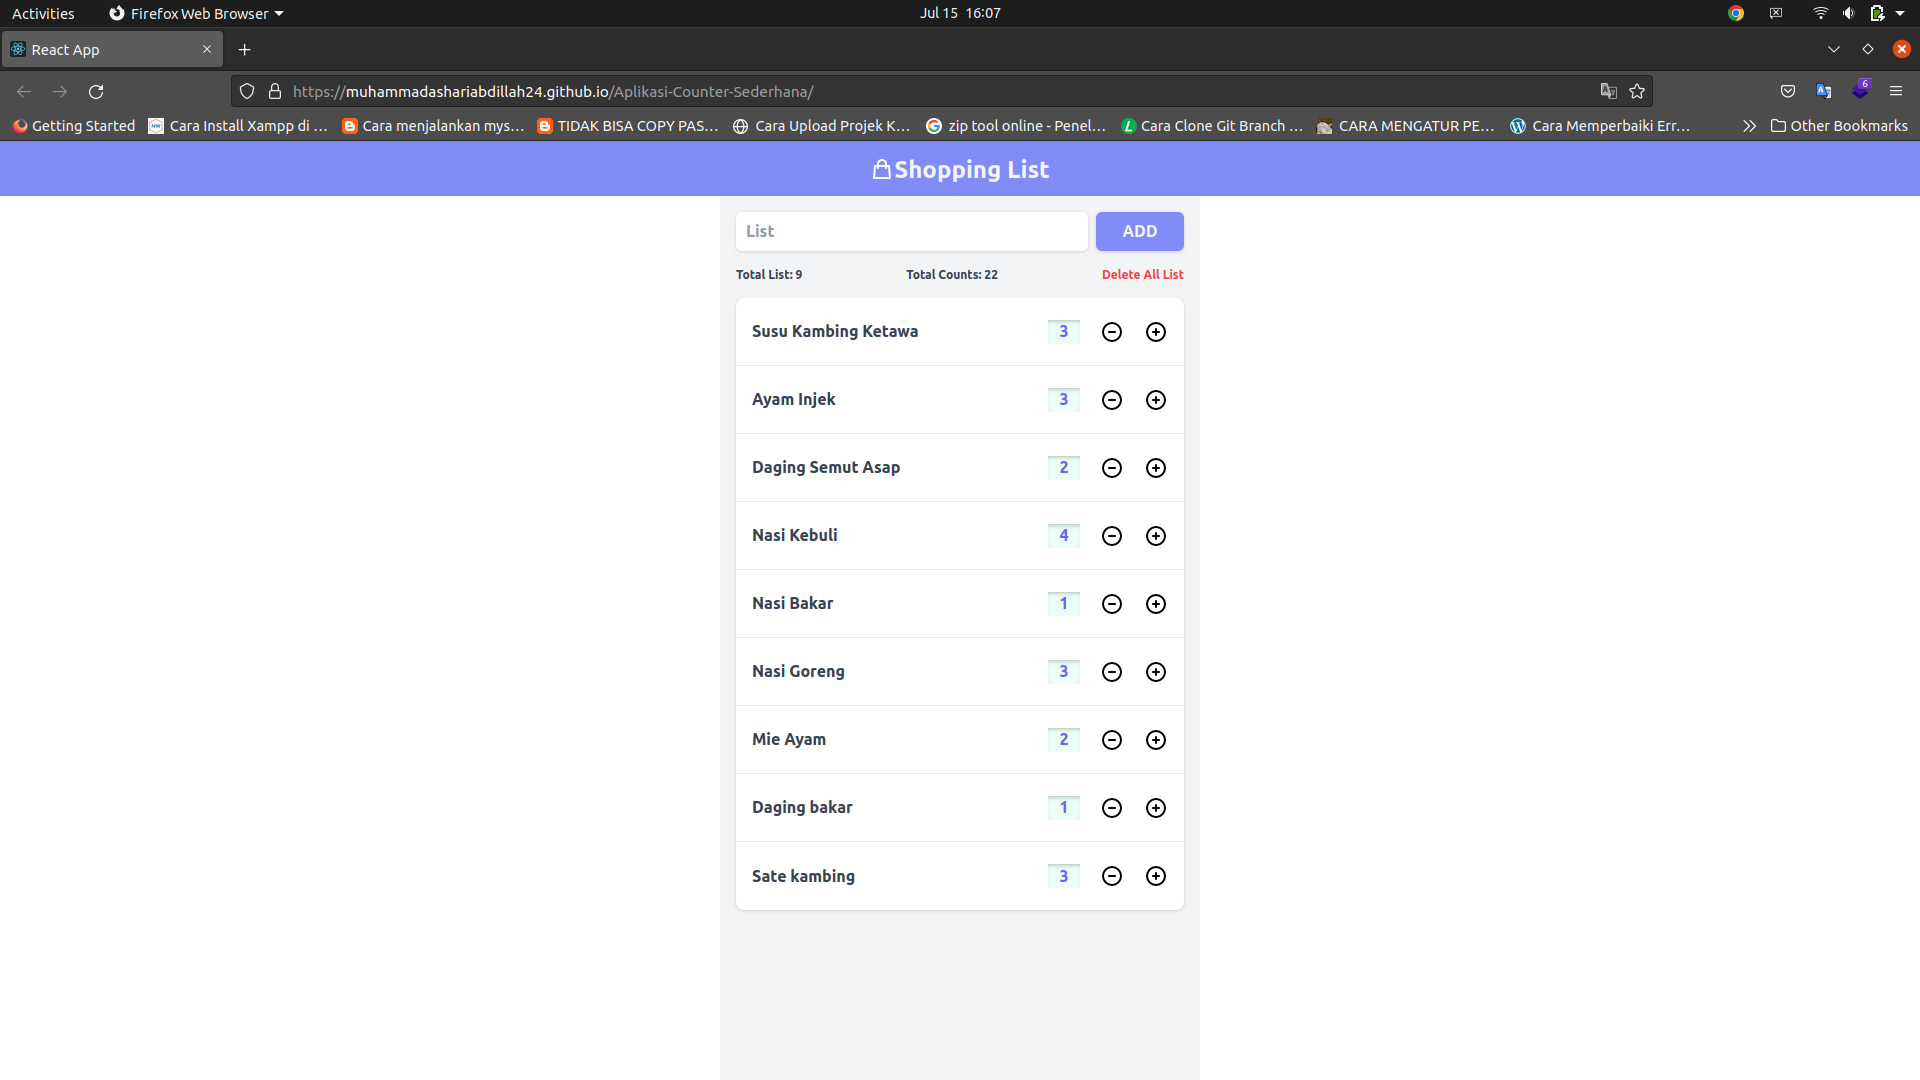 Activities Firefox Web Browser Jul 15 16:07
React App
https://muhammadashariabdillah24.github.io/Aplikasi-Counter-Sederhana/ 6
Getting Started Cara Install Xampp di ... Cara menjalankan mys... TIDAK BISA COPY PAS... Cara Upload Projek K... zip tool online - Penel... Cara Clone Git Branch ... CARA MENGATUR PE... Cara Memperbaiki Err... Other Bookmarks
Shopping List
List ADD
Total List: 9 Total Counts: 22 Delete All List
Susu Kambing Ketawa 3
Ayam Injek 3
Daging Semut Asap 2
Nasi Kebuli 4
Nasi Bakar 1
Nasi Goreng 3
Mie Ayam 2
Daging bakar 1
Sate kambing 3